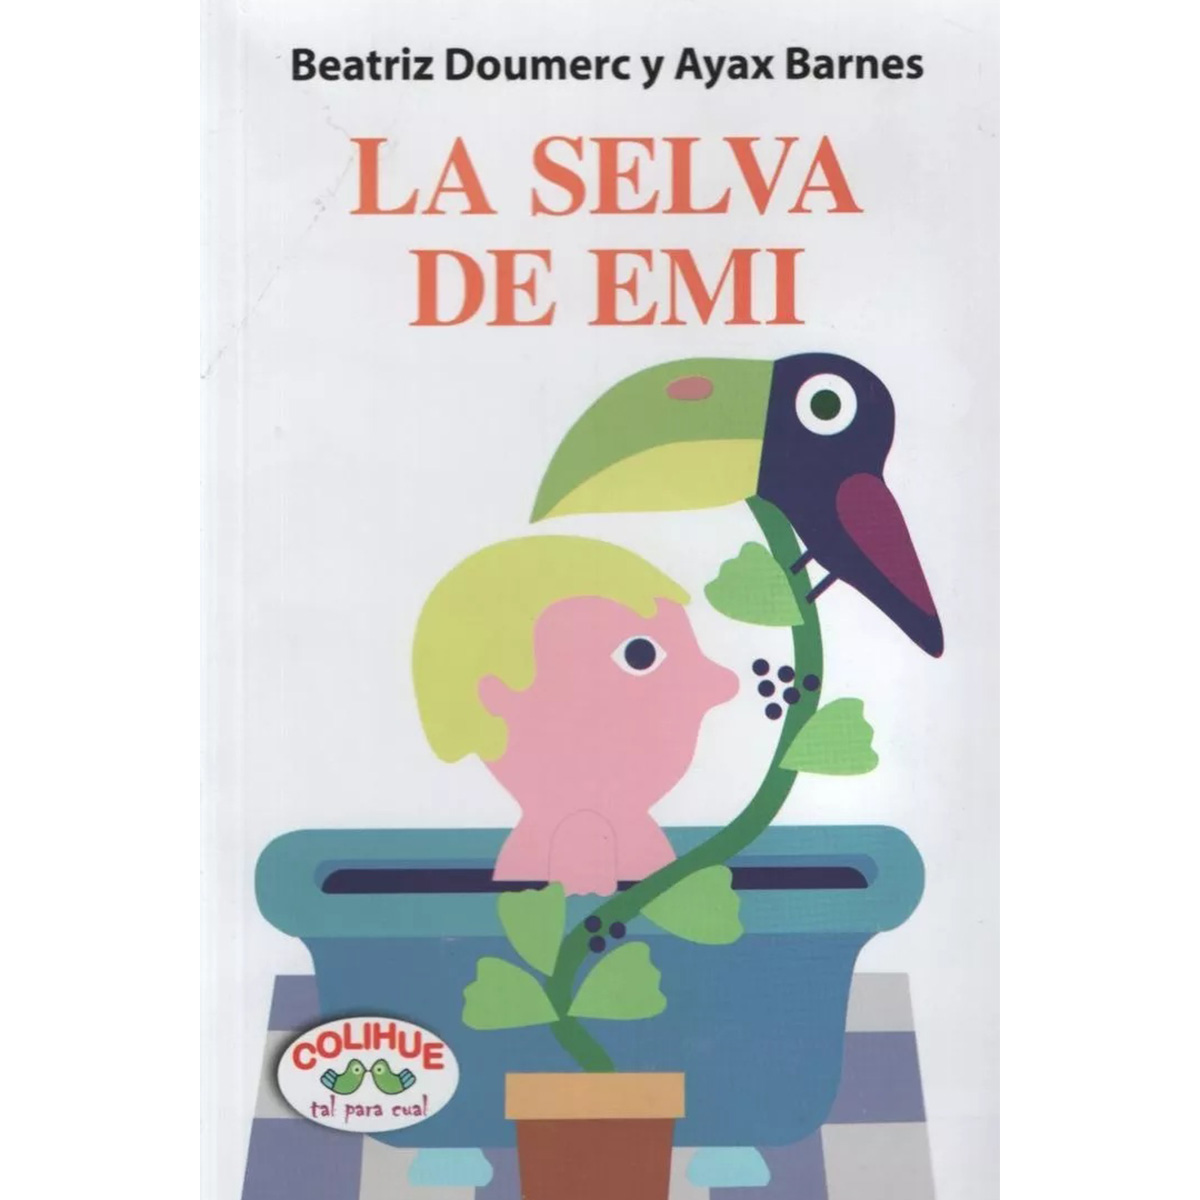 Beatriz Doumerc y Ayax Barnes
LA SELVA
DE EMI
COLIHUE
tal para cual